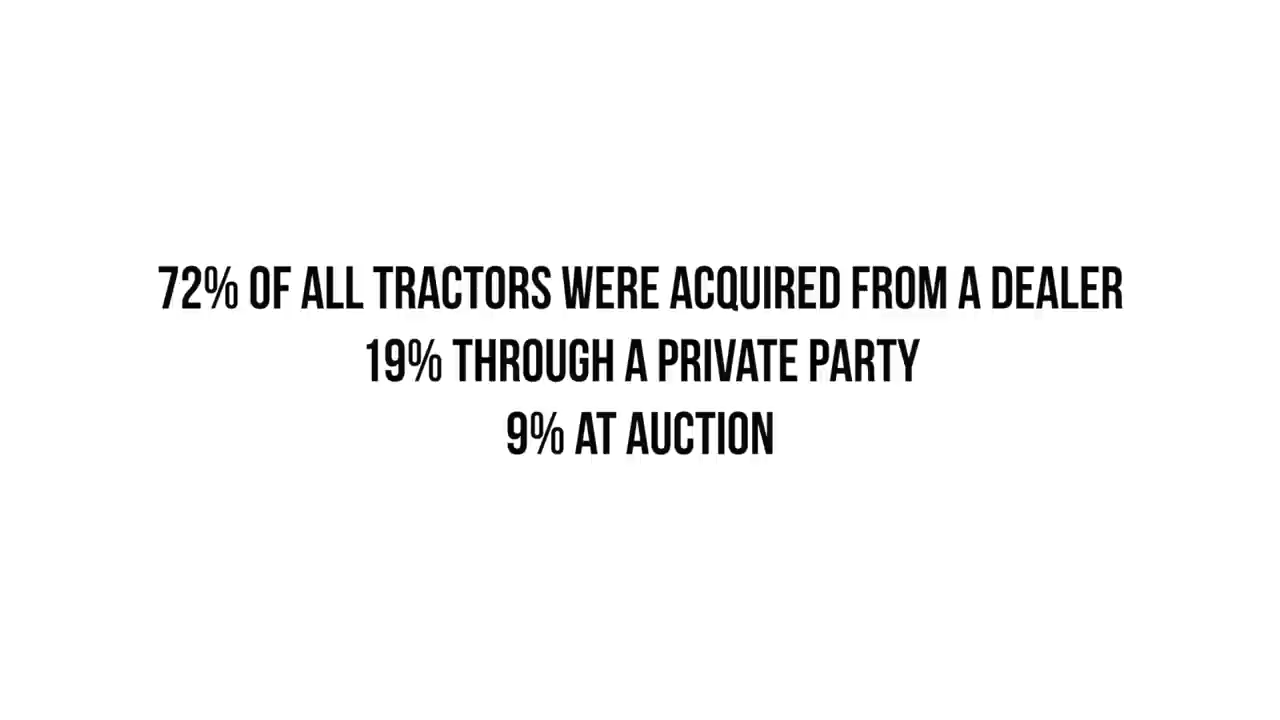 72% OF ALL TRACTORS WERE ACQUIRED FROM A DEALER
19% THROUGH A PRIVATE PARTY
9% AT AUCTION